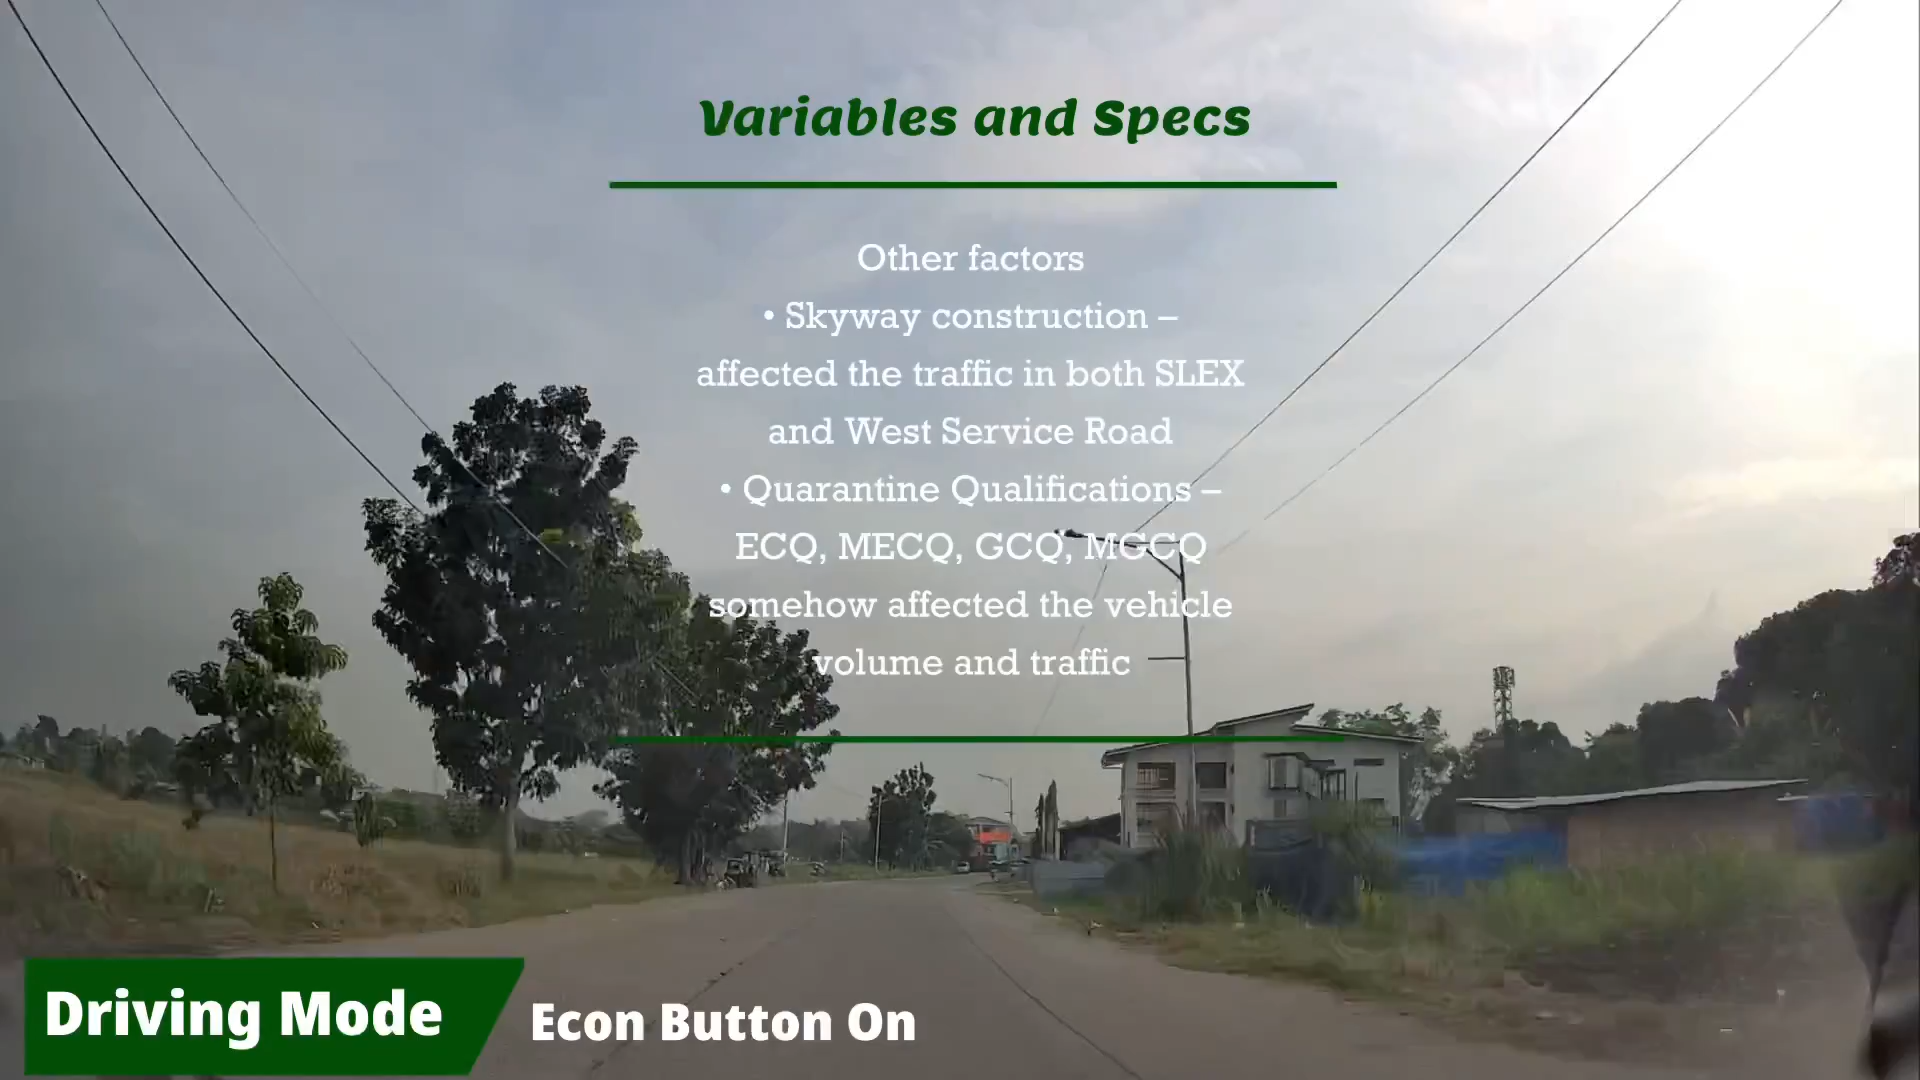 Variables and Specs
Other factors
• Skyway construction –
affected the traffic in both SLEX
and West Service Road
• Quarantine Qualifications –
ECQ, MECQ, GCQ, MGCQ
somehow affected the vehicle
volume and traffic
Driving Mode
Econ Button On